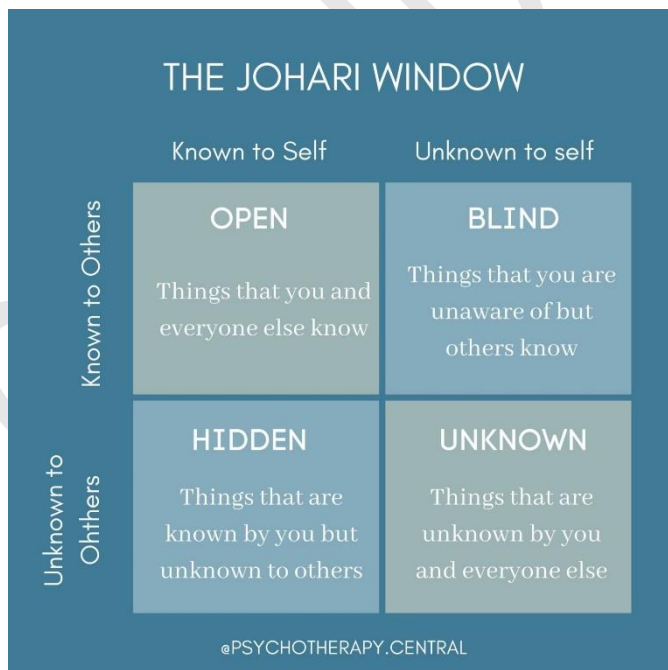 THE JOHARI WINDOW
Known to Self
Unknown to self
Known to Others
OPEN
Things that you and
everyone else know
BLIND
Things that you are
unaware of but
others know
Unknown to
Ohthers
HIDDEN
Things that are
known by you but
unknown to others
UNKNOWN
Things that are
unknown by you
and everyone else
@PSYCHOTHERAPY.CENTRAL